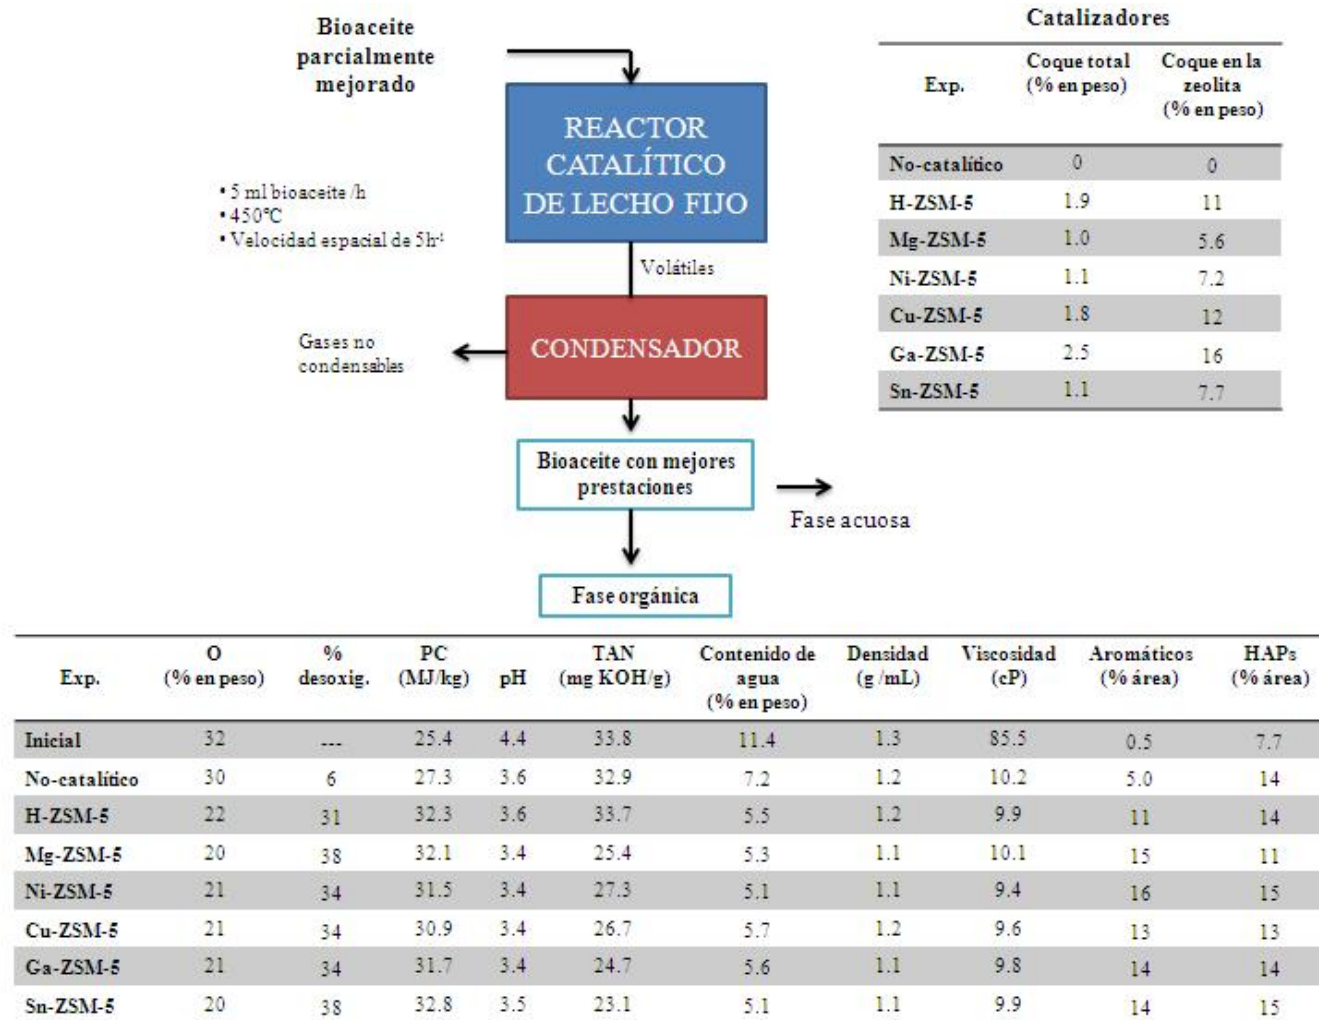 Bioaceite
parcialmente
mejorado
REACTOR
CATALÍTICO
DE LECHO FIJO
• 5 ml bioaceite /h
• 450ºC
• Velocidad espacial de 5h⁻¹
Volátiles
CONDENSADOR
Gases no
condensables
Bioaceite con mejores
prestaciones
Fase acuosa
Fase orgánica
Catalizadores
Exp. Coque total (% en peso) Coque en la zeolita (% en peso)
No-catalítico 0 0
H-ZSM-5 1.9 11
Mg-ZSM-5 1.0 5.6
Ni-ZSM-5 1.1 7.2
Cu-ZSM-5 1.8 12
Ga-ZSM-5 2.5 16
Sn-ZSM-5 1.1 7.7
Exp. O (% en peso) % desoxig. PC (MJ/kg) pH TAN (mg KOH/g) Contenido de agua (% en peso) Densidad (g/mL) Viscosidad (cP) Aromáticos (% área) HAPs (% área)
Inicial 32 --- 25.4 4.4 33.8 11.4 1.3 85.5 0.5 7.7
No-catalítico 30 6 27.3 3.6 32.9 7.2 1.2 10.2 5.0 14
H-ZSM-5 22 31 32.3 3.6 33.7 5.5 1.2 9.9 11 14
Mg-ZSM-5 20 38 32.1 3.4 25.4 5.3 1.1 10.1 15 11
Ni-ZSM-5 21 34 31.5 3.4 27.3 5.1 1.1 9.4 16 15
Cu-ZSM-5 21 34 30.9 3.4 26.7 5.7 1.2 9.6 13 13
Ga-ZSM-5 21 34 31.7 3.4 24.7 5.6 1.1 9.8 14 14
Sn-ZSM-5 20 38 32.8 3.5 23.1 5.1 1.1 9.9 14 15